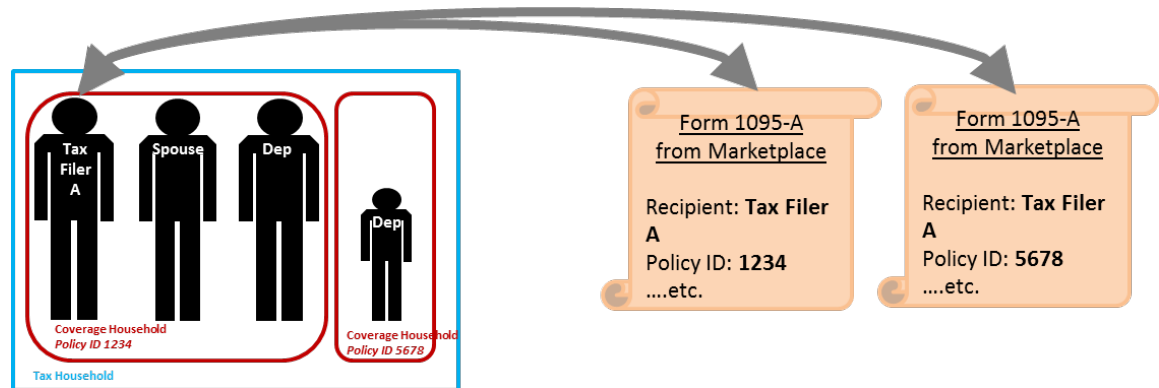 Tax
Filer
A
Spouse
Dep
Dep
Coverage Household
Policy ID 1234
Coverage Household
Policy ID 5678
Tax Household
Form 1095-A
from Marketplace
Recipient: Tax Filer
A
Policy ID: 1234
....etc.
Form 1095-A
from Marketplace
Recipient: Tax Filer
A
Policy ID: 5678
....etc.